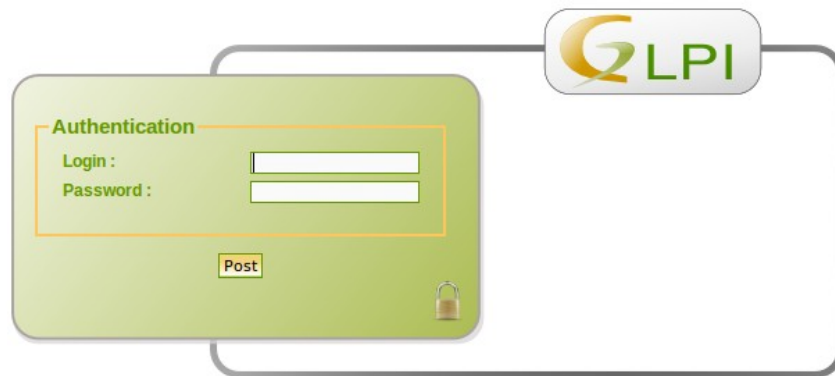 GLPI
Authentication
Login :
Password :
Post